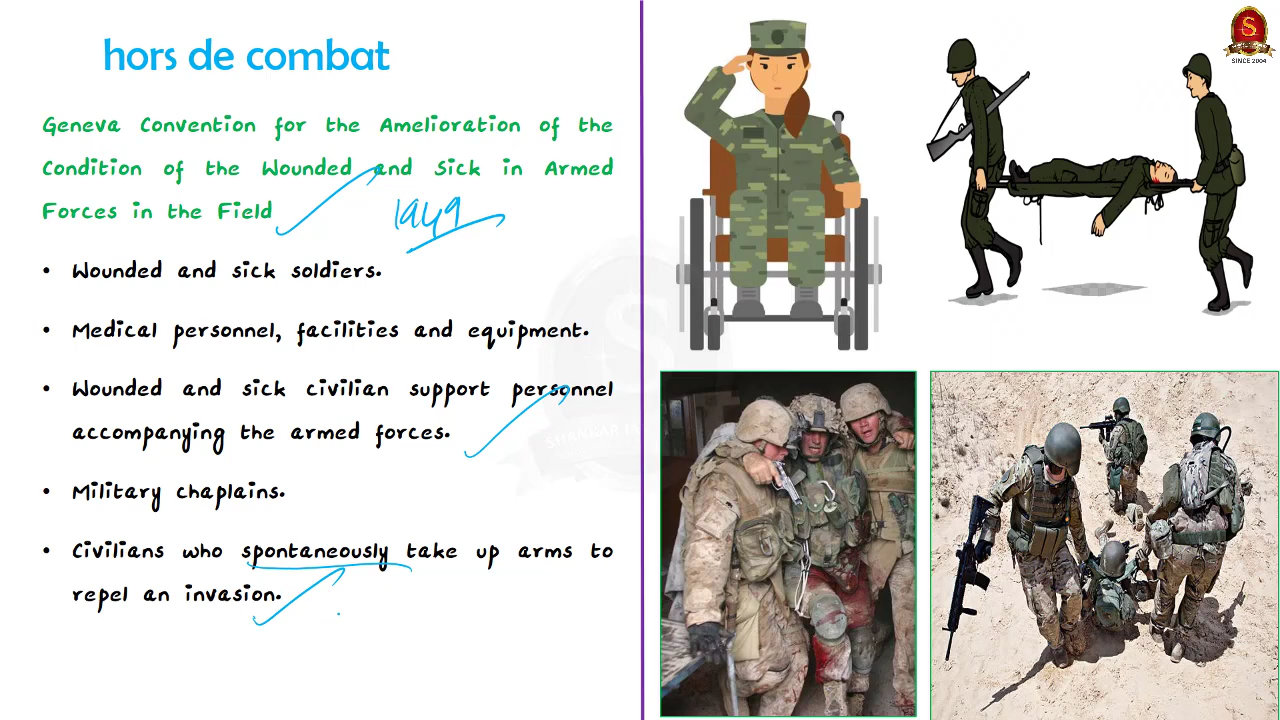 hors de combat
Geneva Convention for the Amelioration of the
Condition of the Wounded and Sick in Armed
Forces in the Field
1949
• Wounded and sick soldiers.
• Medical personnel, facilities and equipment.
• Wounded and sick civilian support personnel
accompanying the armed forces.
• Military chaplains.
• Civilians who spontaneously take up arms to
repel an invasion.
S
SINCE 2004
S